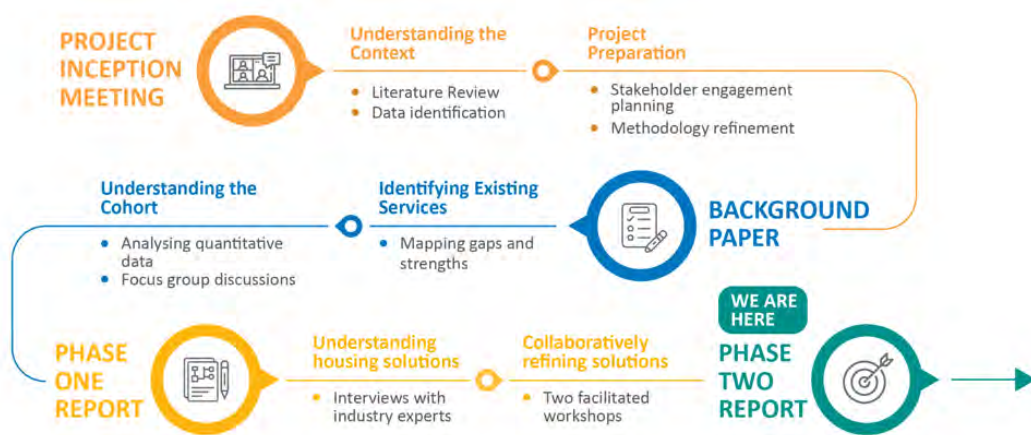 PROJECT
INCEPTION
MEETING
Understanding the
Context
• Literature Review
• Data identification
Project
Preparation
• Stakeholder engagement
planning
• Methodology refinement
BACKGROUND
PAPER
Identifying Existing
Services
• Mapping gaps and
strengths
Understanding the
Cohort
• Analysing quantitative
data
• Focus group discussions
PHASE
ONE
REPORT
Understanding
housing solutions
• Interviews with
industry experts
Collaboratively
refining solutions
• Two facilitated
workshops
WE ARE
HERE
PHASE
TWO
REPORT